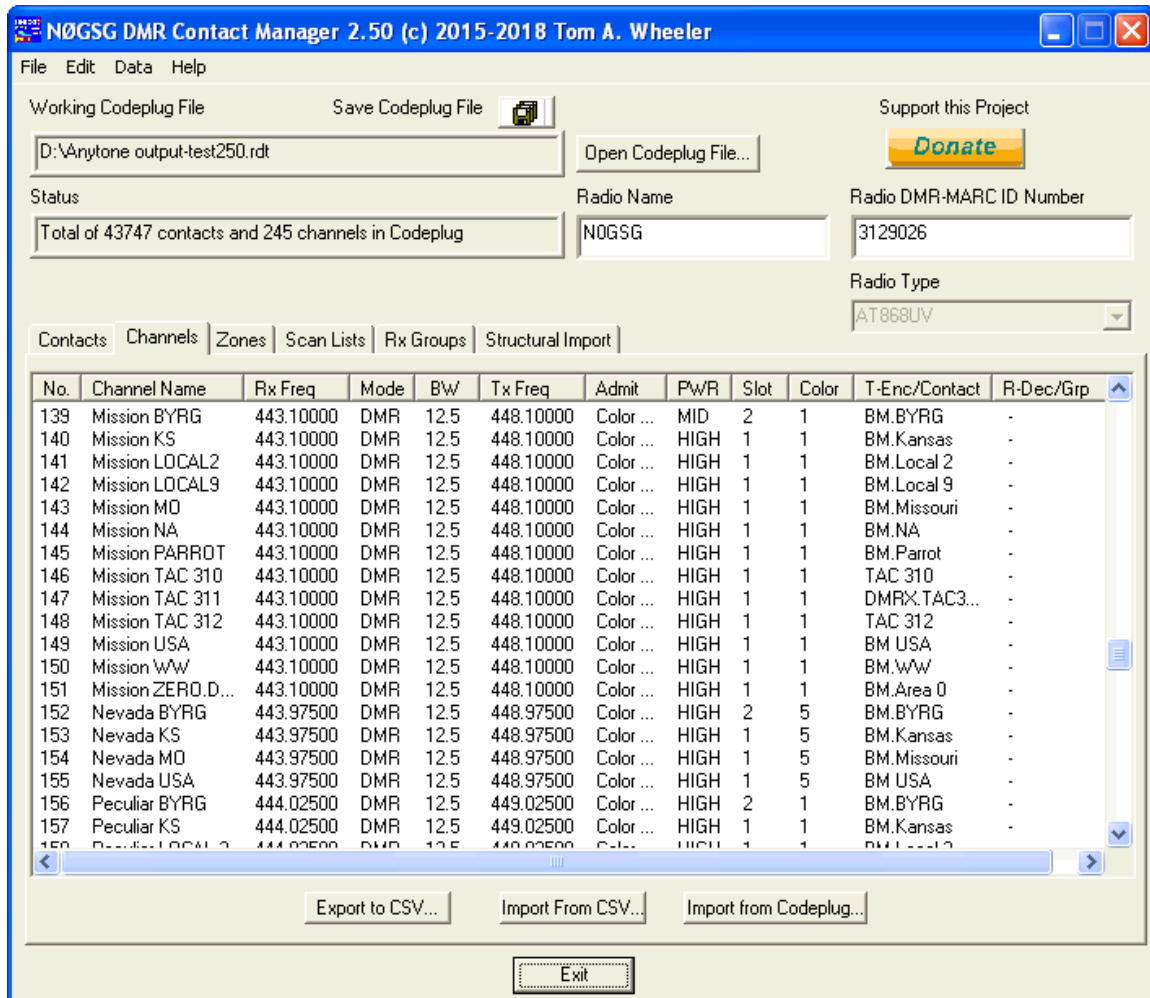 NØGSG DMR Contact Manager 2.50 (c) 2015-2018 Tom A. Wheeler
File Edit Data Help
Working Codeplug File Save Codeplug File Support this Project
D:\Anytone output-test250.rdt Open Codeplug File... Donate
Status Radio Name Radio DMR-MARC ID Number
Total of 43747 contacts and 245 channels in Codeplug N0GSG 3129026
Radio Type
AT868UV
Contacts Channels Zones Scan Lists Rx Groups Structural Import
No. Channel Name Rx Freq Mode BW Tx Freq Admit PWR Slot Color T-Enc/Contact R-Dec/Grp
139 Mission BYRG 443.10000 DMR 12.5 448.10000 Color ... MID 2 1 BM.BYRG -
140 Mission KS 443.10000 DMR 12.5 448.10000 Color ... HIGH 1 1 BM.Kansas -
141 Mission LOCAL2 443.10000 DMR 12.5 448.10000 Color ... HIGH 1 1 BM.Local 2 -
142 Mission LOCAL9 443.10000 DMR 12.5 448.10000 Color ... HIGH 1 1 BM.Local 9 -
143 Mission MO 443.10000 DMR 12.5 448.10000 Color ... HIGH 1 1 BM.Missouri -
144 Mission NA 443.10000 DMR 12.5 448.10000 Color ... HIGH 1 1 BM.NA -
145 Mission PARROT 443.10000 DMR 12.5 448.10000 Color ... HIGH 1 1 BM.Parrot -
146 Mission TAC 310 443.10000 DMR 12.5 448.10000 Color ... HIGH 1 1 TAC 310 -
147 Mission TAC 311 443.10000 DMR 12.5 448.10000 Color ... HIGH 1 1 DMRX.TAC3... -
148 Mission TAC 312 443.10000 DMR 12.5 448.10000 Color ... HIGH 1 1 TAC 312 -
149 Mission USA 443.10000 DMR 12.5 448.10000 Color ... HIGH 1 1 BM USA -
150 Mission WW 443.10000 DMR 12.5 448.10000 Color ... HIGH 1 1 BM.WW -
151 Mission ZERO.D... 443.10000 DMR 12.5 448.10000 Color ... HIGH 1 1 BM.Area 0 -
152 Nevada BYRG 443.97500 DMR 12.5 448.97500 Color ... HIGH 2 5 BM.BYRG -
153 Nevada KS 443.97500 DMR 12.5 448.97500 Color ... HIGH 1 5 BM.Kansas -
154 Nevada MO 443.97500 DMR 12.5 448.97500 Color ... HIGH 1 5 BM.Missouri -
155 Nevada USA 443.97500 DMR 12.5 448.97500 Color ... HIGH 1 5 BM USA -
156 Peculiar BYRG 444.02500 DMR 12.5 449.02500 Color ... HIGH 2 1 BM.BYRG -
157 Peculiar KS 444.02500 DMR 12.5 449.02500 Color ... HIGH 1 1 BM.Kansas -
Export to CSV... Import From CSV... Import from Codeplug...
Exit